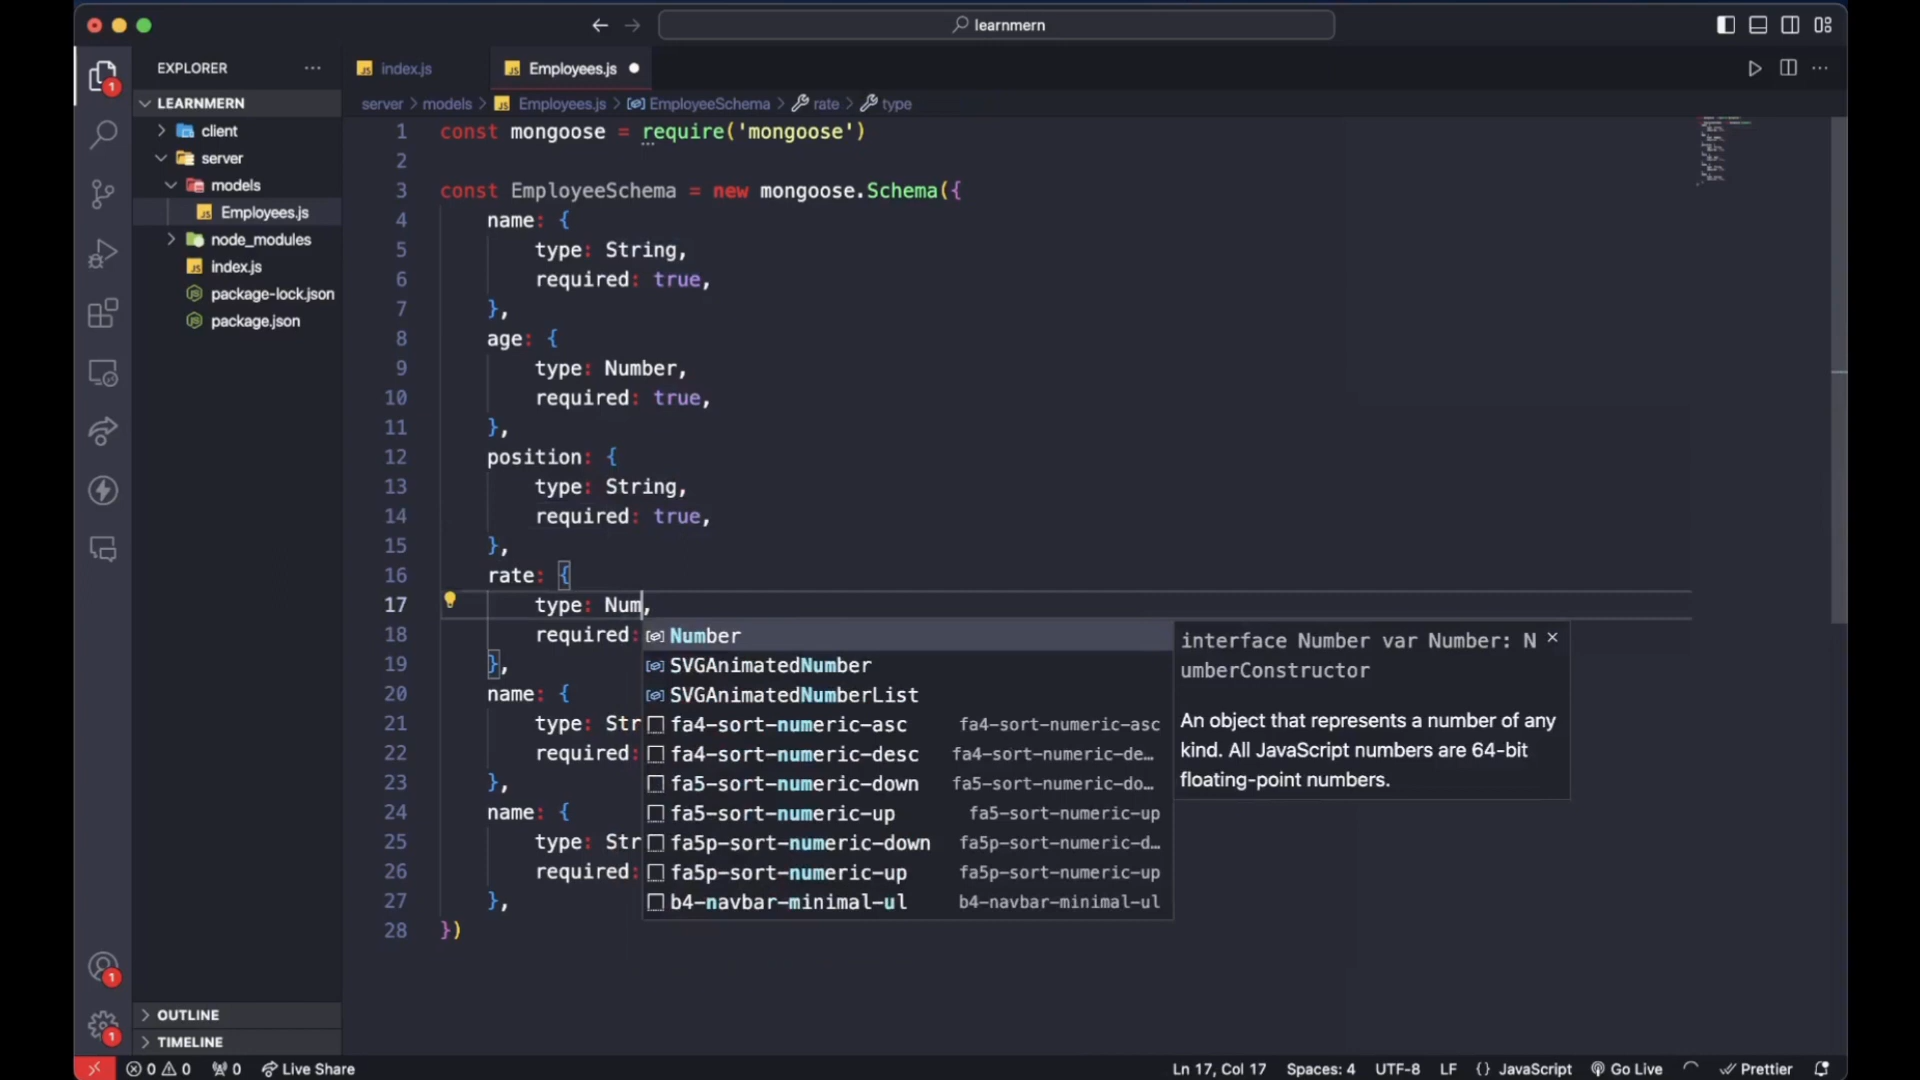 learnmern
EXPLORER
index.js
Employees.js
LEARNMERN
server > models > Employees.js > EmployeeSchema > rate > type
client
server
models
Employees.js
node_modules
index.js
package-lock.json
package.json
1 const mongoose = require('mongoose')
2
3 const EmployeeSchema = new mongoose.Schema({
4 name: {
5 type: String,
6 required: true,
7 },
8 age: {
9 type: Number,
10 required: true,
11 },
12 position: {
13 type: String,
14 required: true,
15 },
16 rate: {
17 type: Num,
18 required:
19 },
20 name: {
21 type: Str
22 required:
23 },
24 name: {
25 type: Str
26 required:
27 },
28 })
Number
SVGAnimatedNumber
SVGAnimatedNumberList
fa4-sort-numeric-asc fa4-sort-numeric-asc
fa4-sort-numeric-desc fa4-sort-numeric-de…
fa5-sort-numeric-down fa5-sort-numeric-do…
fa5-sort-numeric-up fa5-sort-numeric-up
fa5p-sort-numeric-down fa5p-sort-numeric-d…
fa5p-sort-numeric-up fa5p-sort-numeric-up
b4-navbar-minimal-ul b4-navbar-minimal-ul
interface Number var Number: N
umberConstructor
An object that represents a number of any
kind. All JavaScript numbers are 64-bit
floating-point numbers.
1
1
1
OUTLINE
TIMELINE
0 0 0 Live Share Ln 17, Col 17 Spaces: 4 UTF-8 LF {} JavaScript Go Live Prettier